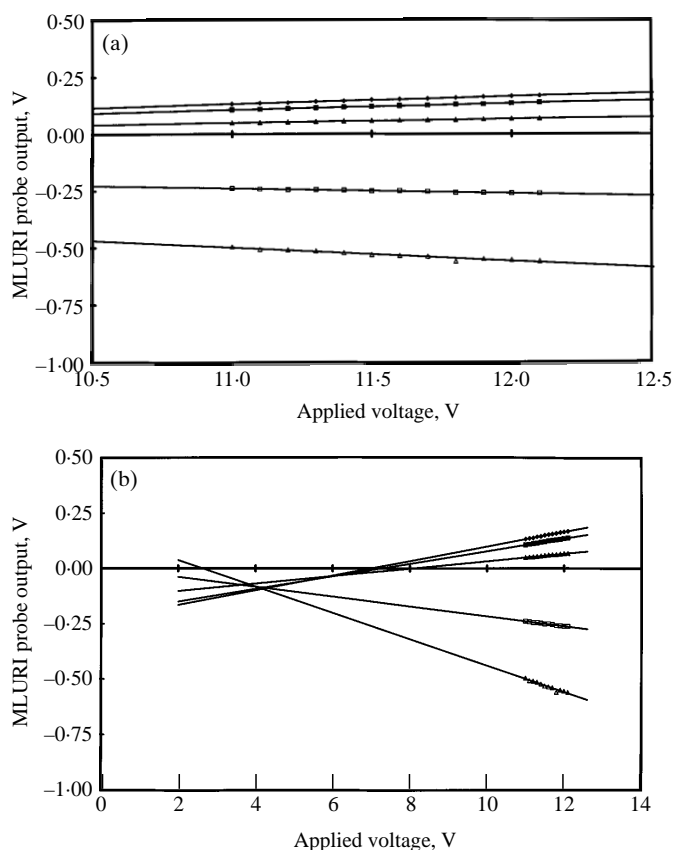 (a)
0·50
0·25
0·00
–0·25
–0·50
–1·00
MLURI probe output, V
10·5 11·0 11·5 12·0 12·5
Applied voltage, V
(b)
0·50
0·25
0·00
–0·25
–0·50
–0·75
–1·00
MLURI probe output, V
0 2 4 6 8 10 12 14
Applied voltage, V